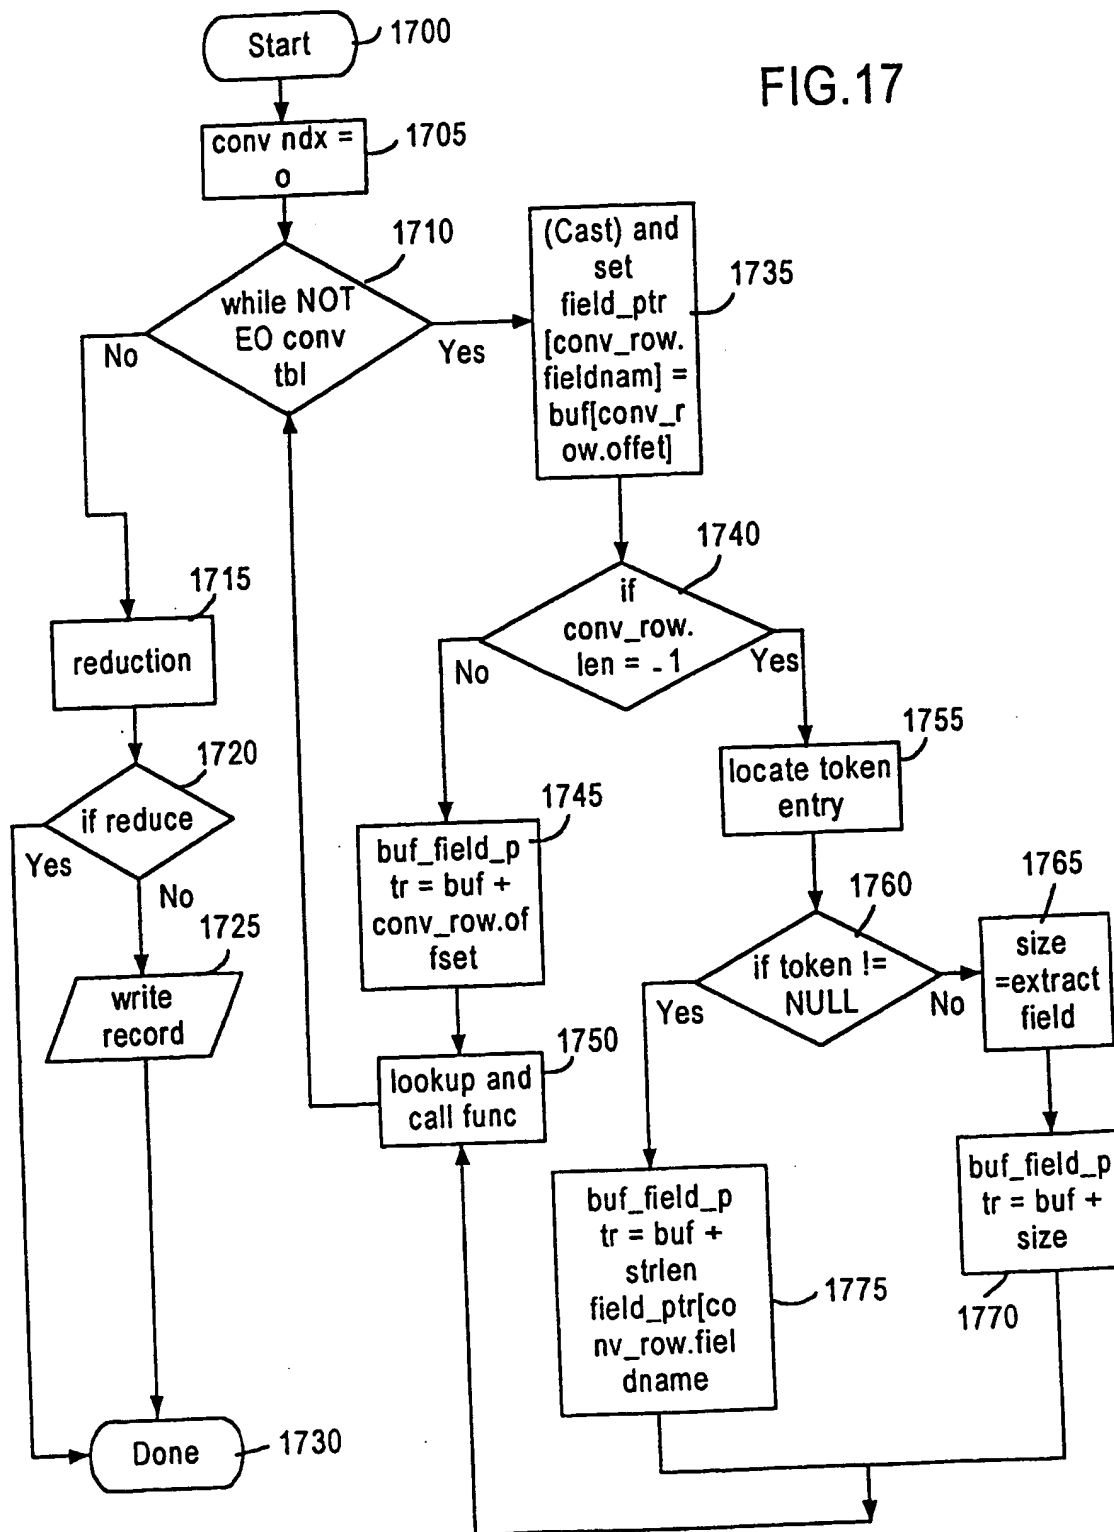 FIG.17
Start
1700
conv ndx =
o
1705
while NOT
EO conv
tbl
1710
No
Yes
(Cast) and
set
field_ptr
[conv_row.
fieldnam] =
buf[conv_r
ow.offet]
1735
if
conv_row.
len = - 1
1740
No
Yes
reduction
1715
if reduce
1720
Yes
No
write
record
1725
buf_field_p
tr = buf +
conv_row.of
fset
1745
lookup and
call func
1750
locate token
entry
1755
if token !=
NULL
1760
Yes
No
size
=extract
field
1765
buf_field_p
tr = buf +
size
1770
buf_field_p
tr = buf +
strlen
field_ptr[co
nv_row.fiel
dname
1775
Done
1730